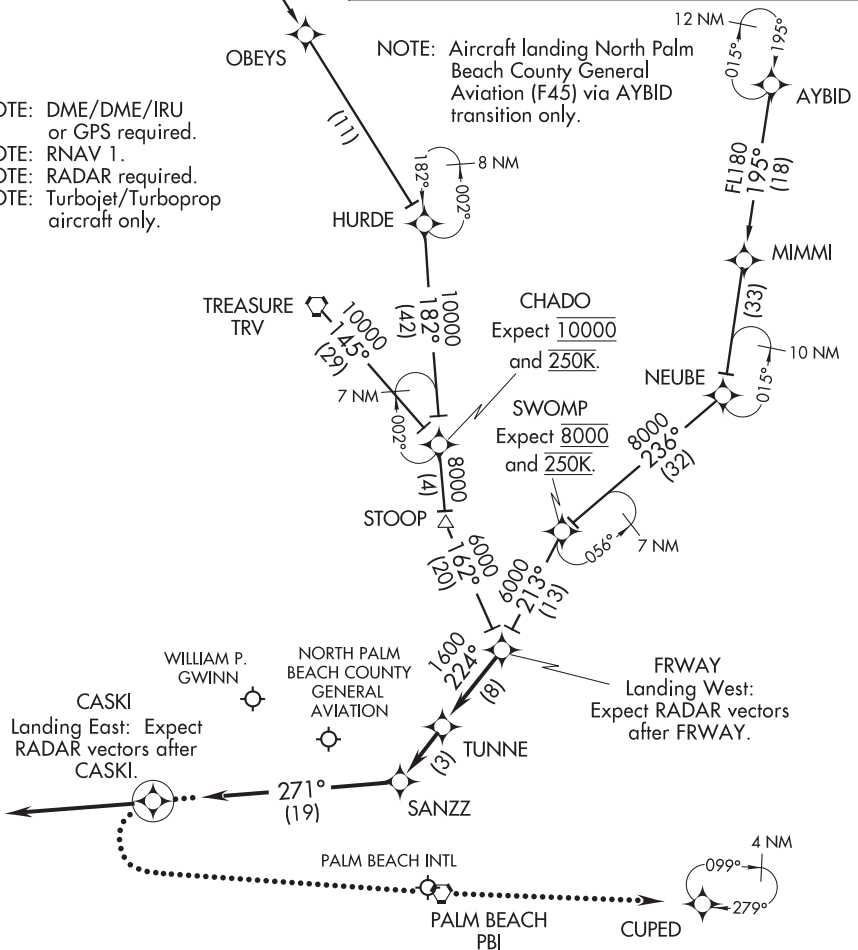 OBEYS
(11)
NOTE: Aircraft landing North Palm
Beach County General
Aviation (F45) via AYBID
transition only.
12 NM
015°
195°
AYBID
OTE: DME/DME/IRU
or GPS required.
OTE: RNAV 1.
OTE: RADAR required.
OTE: Turbojet/Turboprop
aircraft only.
182°
8 NM
002°
HURDE
FL180
195°
(18)
MIMMI
(33)
TREASURE
TRV
10000
145°
(29)
10000
182°
(42)
CHADO
Expect 10000
and 250K.
10 NM
015°
NEUBE
7 NM
002°
SWOMP
Expect 8000
and 250K.
8000
236°
(32)
8000
(4)
STOOP
056°
7 NM
6000
162°
(20)
6000
213°
(13)
WILLIAM P.
GWINN
NORTH PALM
BEACH COUNTY
GENERAL
AVIATION
1600
224°
(8)
FRWAY
Landing West:
Expect RADAR vectors
after FRWAY.
CASKI
Landing East: Expect
RADAR vectors after
CASKI.
TUNNE
(3)
271°
(19)
SANZZ
PALM BEACH INTL
PALM BEACH
PBI
4 NM
099°
279°
CUPED